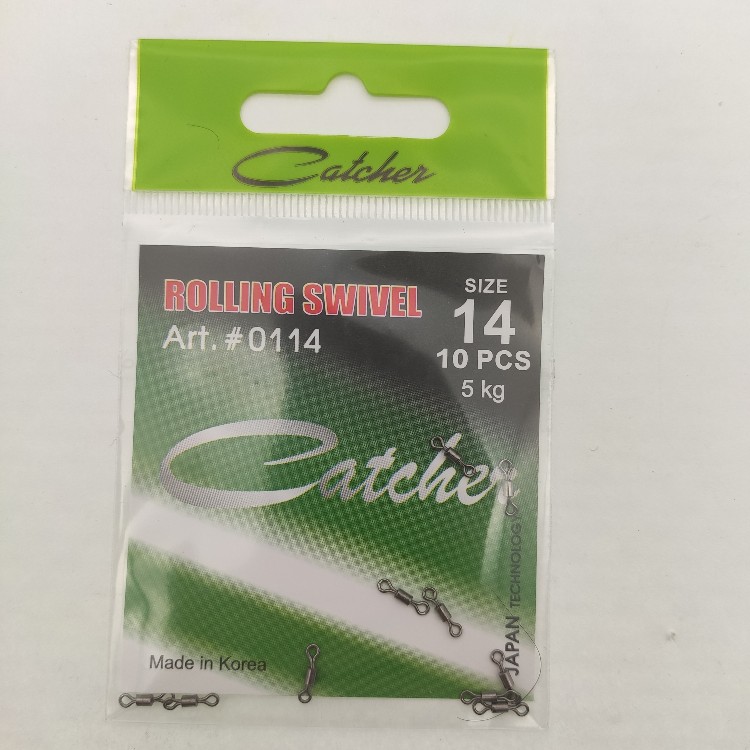 Catcher
ROLLING SWIVEL
Art. #0114
SIZE
14
10 PCS
5 kg
Catcher
JAPAN TECHNOLOGY
Made in Korea